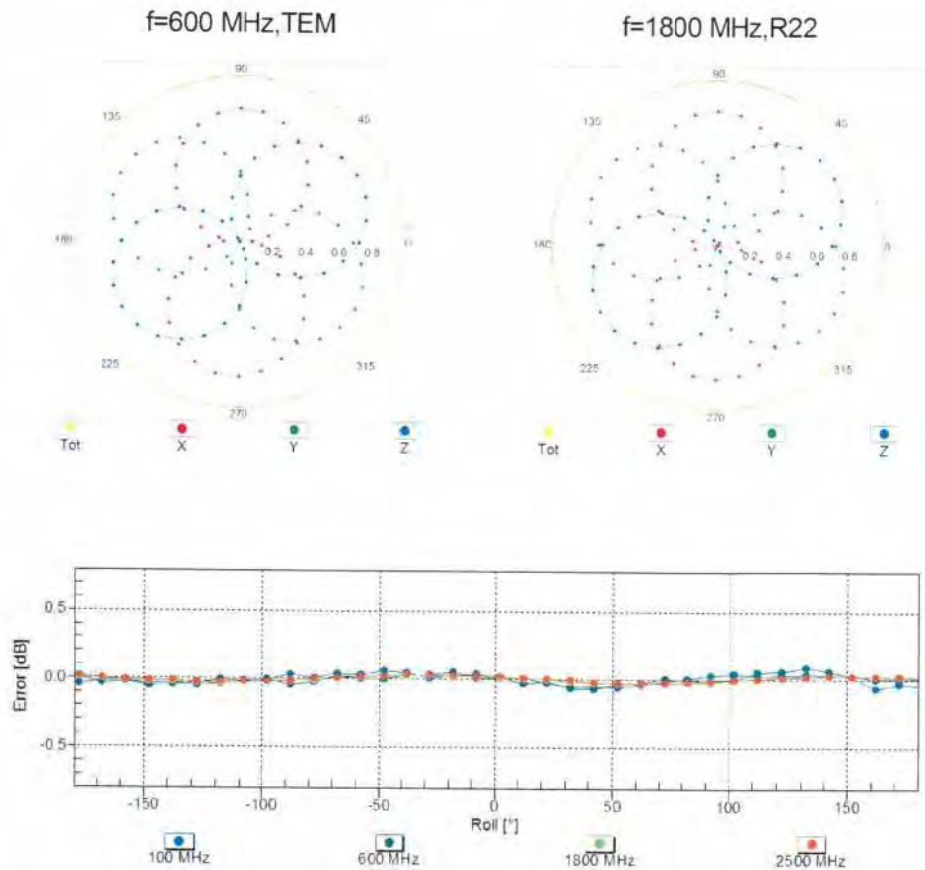 f=600 MHz,TEM
f=1800 MHz,R22
90
135
45
180
0.2 0.4 0.6 0.8
0
225
315
270
Tot X Y Z
90
135
45
180
0.2 0.4 0.6 0.8
0
225
315
270
Tot X Y Z
Error [dB]
0.5
0.0
-0.5
-150 -100 -50 0 50 100 150
Roll [°]
100 MHz 600 MHz 1800 MHz 2500 MHz